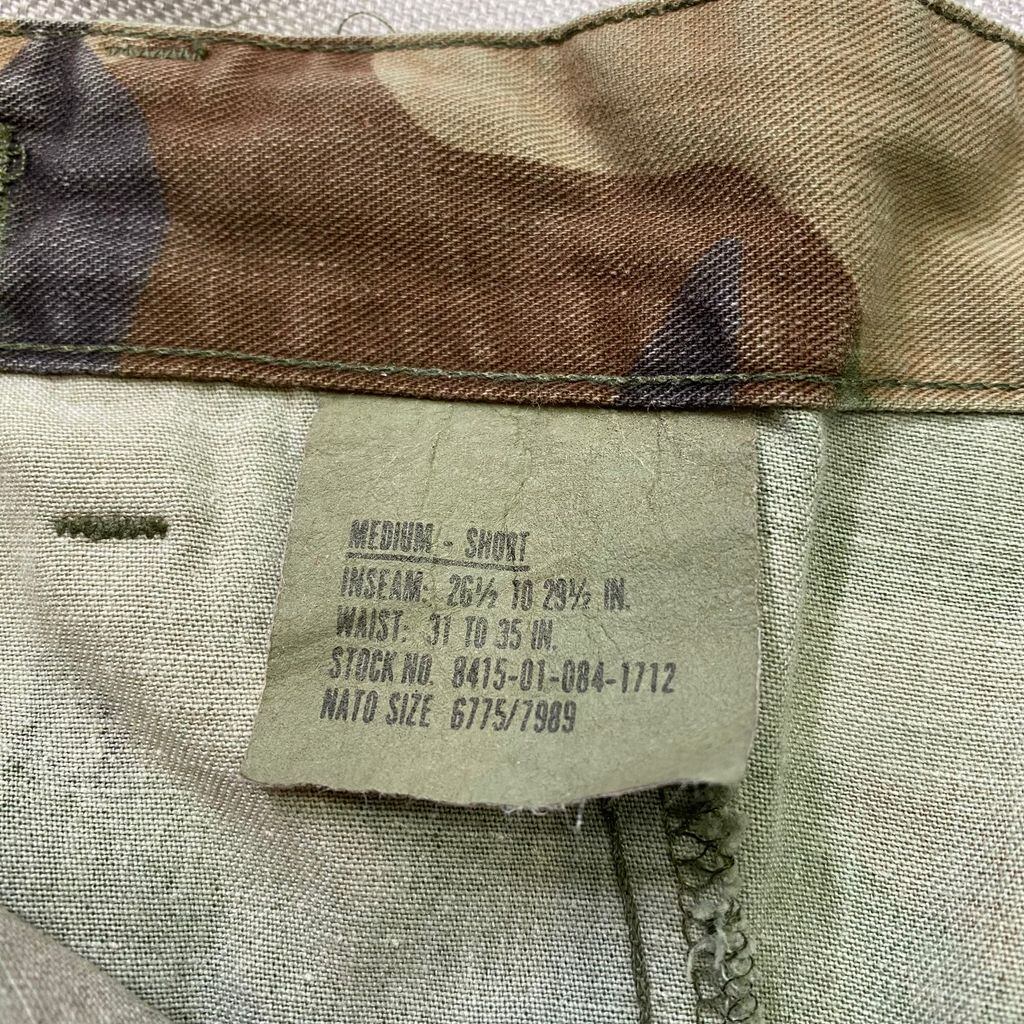 MEDIUM - SHORT
INSEAM: 26½ TO 29½ IN.
WAIST: 31 TO 35 IN.
STOCK NO. 8415-01-084-1712
NATO SIZE 6775/7989